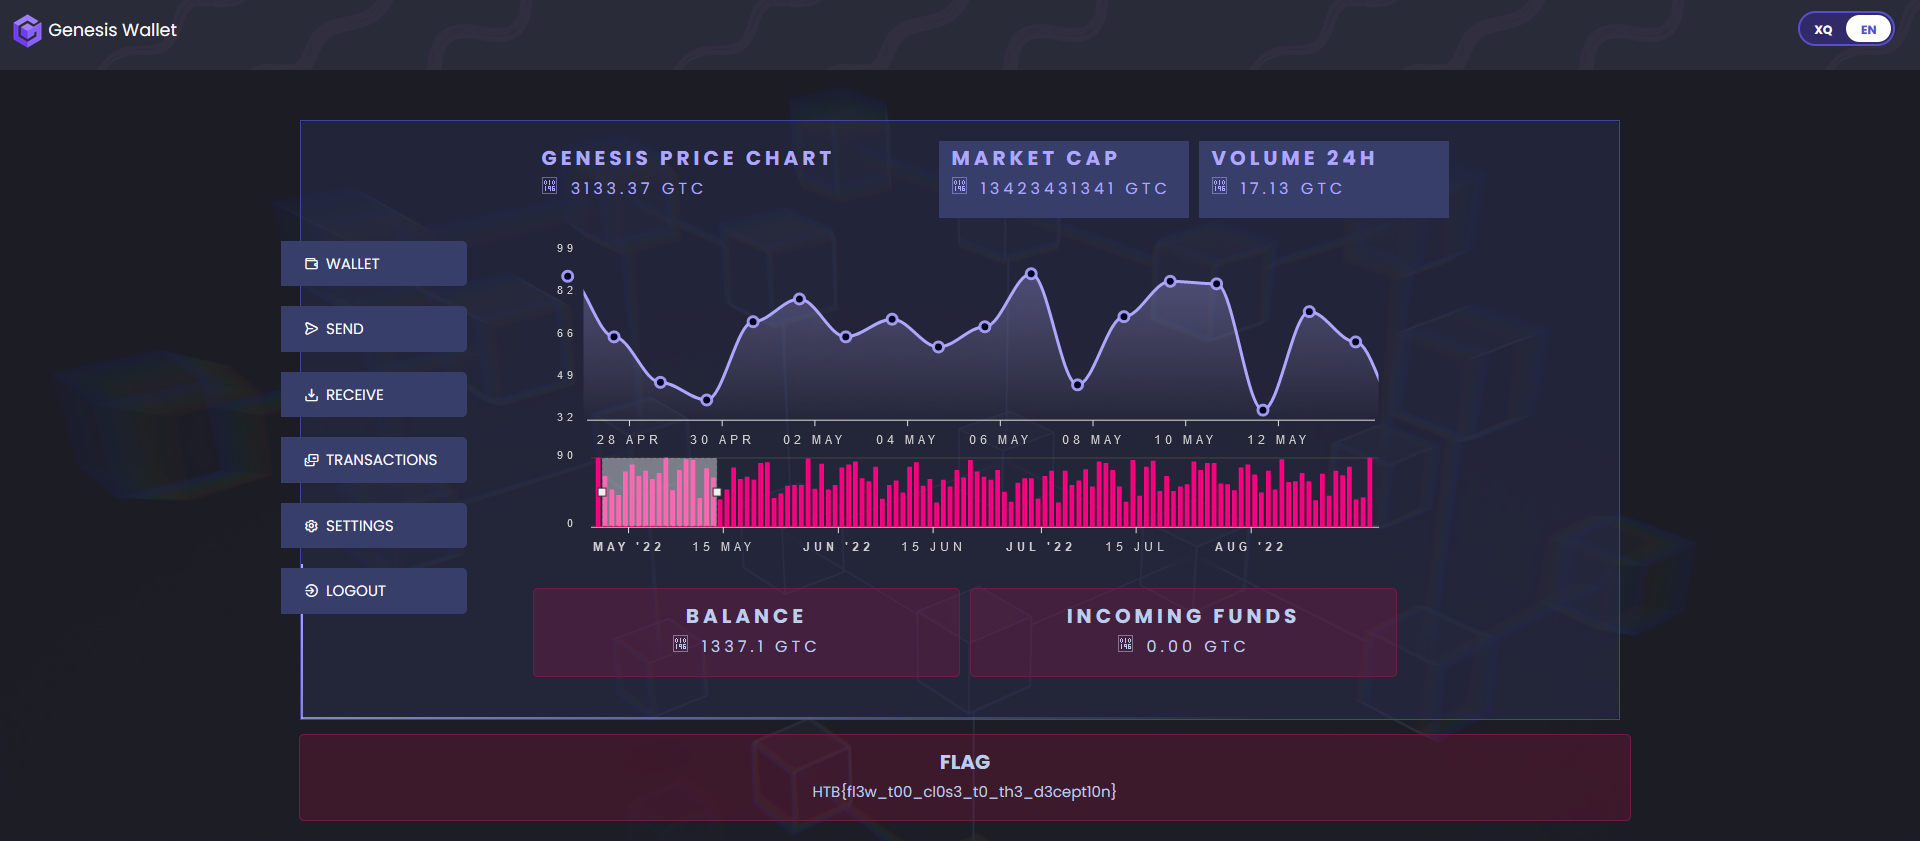 Genesis Wallet
XQ EN
GENESIS PRICE CHART
3133.37 GTC
MARKET CAP
13423431341 GTC
VOLUME 24H
17.13 GTC
WALLET
SEND
RECEIVE
TRANSACTIONS
SETTINGS
LOGOUT
99
82
66
49
32
28 APR 30 APR 02 MAY 04 MAY 06 MAY 08 MAY 10 MAY 12 MAY
90
0
MAY '22 15 MAY JUN '22 15 JUN JUL '22 15 JUL AUG '22
BALANCE
1337.1 GTC
INCOMING FUNDS
0.00 GTC
FLAG
HTB{fl3w_t00_cl0s3_t0_th3_d3cept10n}